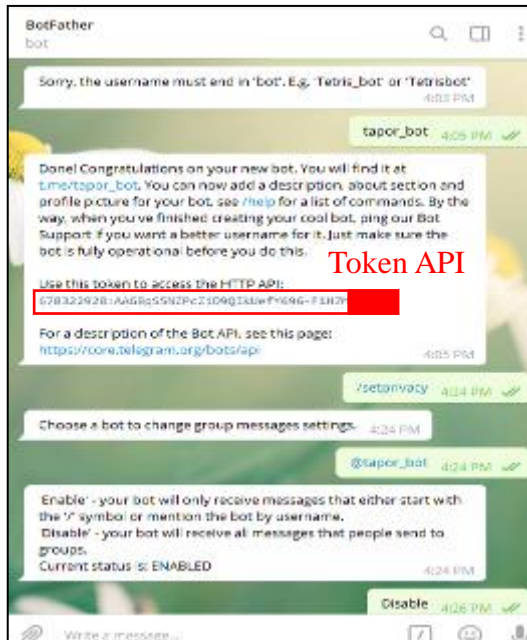 BotFather
bot
Sorry, the username must end in 'bot'. E.g. 'Tetris_bot' or 'Tetrisbot'
4:03 PM
tapor_bot 4:05 PM
Done! Congratulations on your new bot. You will find it at
t.me/tapor_bot. You can now add a description, about section and
profile picture for your bot, see /help for a list of commands. By the
way, when you've finished creating your cool bot, ping our Bot
Support if you want a better username for it. Just make sure the
bot is fully operational before you do this.
Token API
Use this token to access the HTTP API:
For a description of the Bot API, see this page:
https://core.telegram.org/bots/api
4:05 PM
/setprivacy 4:24 PM
Choose a bot to change group messages settings. 4:24 PM
@tapor_bot 4:24 PM
'Enable' - your bot will only receive messages that either start with
the '/' symbol or mention the bot by username.
'Disable' - your bot will receive all messages that people send to
groups.
Current status is: ENABLED
4:24 PM
Disable 4:26 PM
Write a message...